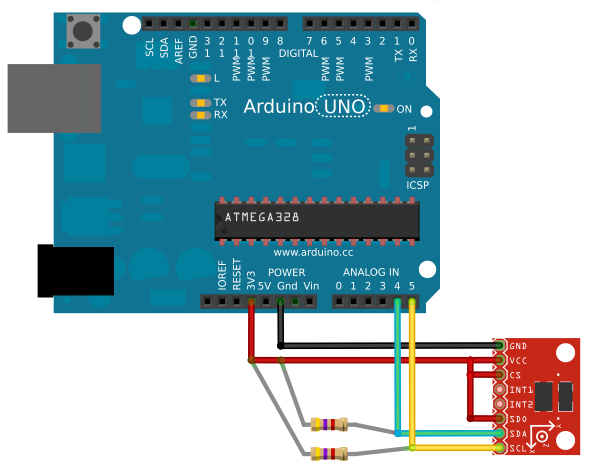 SCL
SDA
AREF
GND
13
12
PWM 11
PWM 10
PWM 9
8
DIGITAL
7
PWM 6
PWM 5
4
PWM 3
2
TX 1
RX 0
L
TX
RX
Arduino UNO
ON
1
ICSP
ATMEGA328
www.arduino.cc
POWER
ANALOG IN
IOREF
RESET
3V3
5V Gnd Vin
0 1 2 3 4 5
GND
VCC
CS
INT1
INT2
SDO
SDA
SCL
X
Y
Z